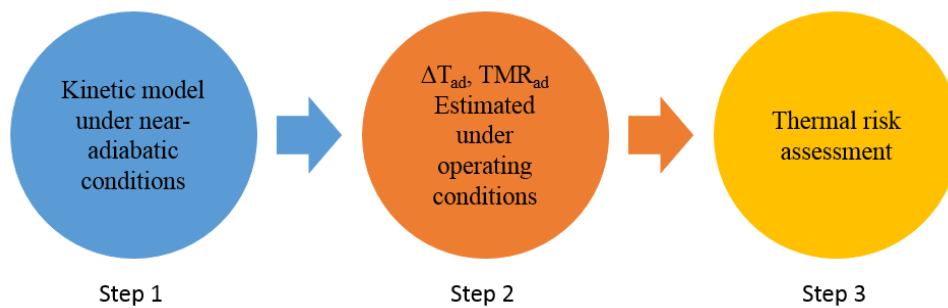 Kinetic model
under near-
adiabatic
conditions
ΔTad, TMRad
Estimated
under
operating
conditions
Thermal risk
assessment
Step 1
Step 2
Step 3